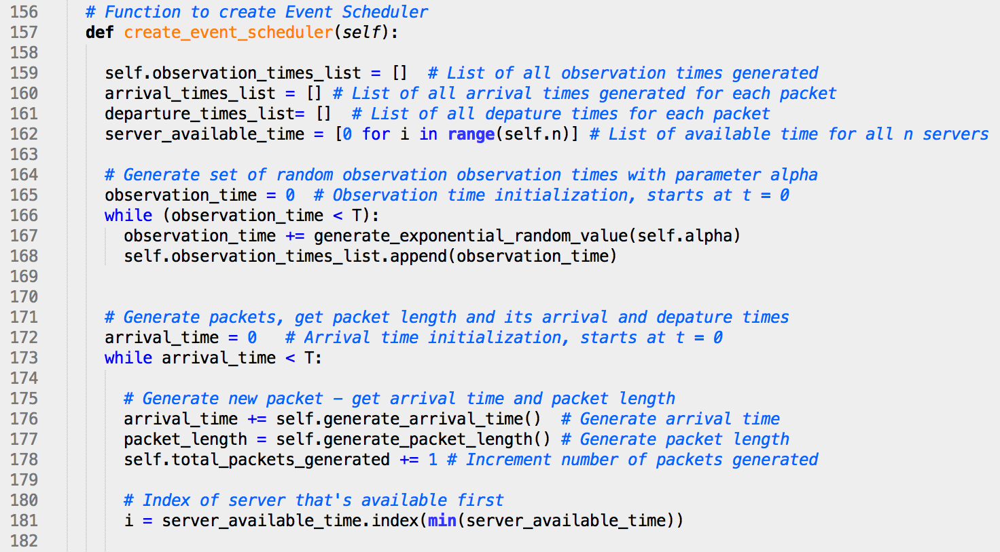 156 # Function to create Event Scheduler
157 def create_event_scheduler(self):
158
159 self.observation_times_list = [] # List of all observation times generated
160 arrival_times_list = [] # List of all arrival times generated for each packet
161 departure_times_list= [] # List of all depature times for each packet
162 server_available_time = [0 for i in range(self.n)] # List of available time for all n servers
163
164 # Generate set of random observation observation times with parameter alpha
165 observation_time = 0 # Observation time initialization, starts at t = 0
166 while (observation_time < T):
167 observation_time += generate_exponential_random_value(self.alpha)
168 self.observation_times_list.append(observation_time)
169
170
171 # Generate packets, get packet length and its arrival and depature times
172 arrival_time = 0 # Arrival time initialization, starts at t = 0
173 while arrival_time < T:
174
175 # Generate new packet – get arrival time and packet length
176 arrival_time += self.generate_arrival_time() # Generate arrival time
177 packet_length = self.generate_packet_length() # Generate packet length
178 self.total_packets_generated += 1 # Increment number of packets generated
179
180 # Index of server that's available first
181 i = server_available_time.index(min(server_available_time))
182